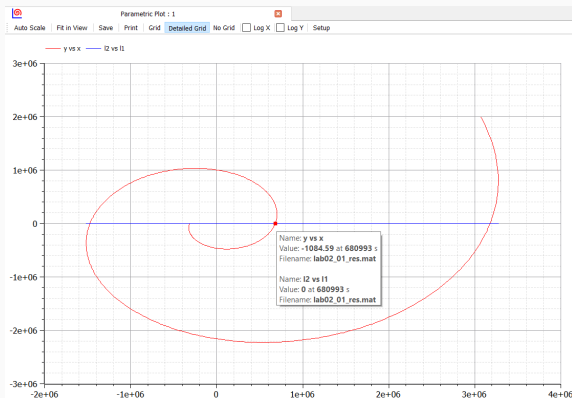 Parametric Plot : 1
Auto Scale Fit in View Save Print Grid Detailed Grid No Grid Log X Log Y Setup
y vs x l2 vs l1
3e+06
2e+06
1e+06
0
-1e+06
-2e+06
-3e+06
-2e+06 -1e+06 0 1e+06 2e+06 3e+06 4e+06
Name: y vs x
Value: -1084.59 at 680993 s
Filename: lab02_01_res.mat
Name: l2 vs l1
Value: 0 at 680993 s
Filename: lab02_01_res.mat